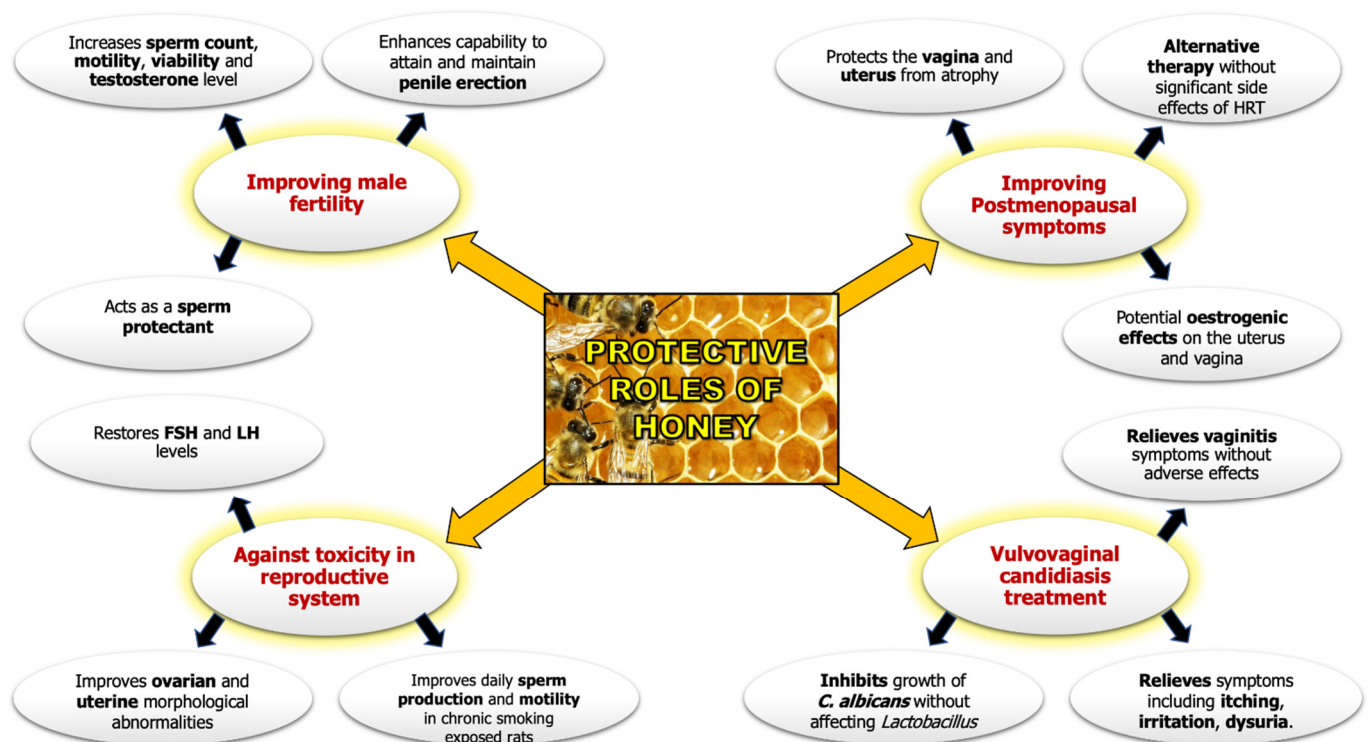 Increases sperm count,
motility, viability and
testosterone level
Enhances capability to
attain and maintain
penile erection
Improving male
fertility
Acts as a sperm
protectant
Protects the vagina and
uterus from atrophy
Alternative
therapy without
significant side
effects of HRT
Improving
Postmenopausal
symptoms
Potential oestrogenic
effects on the uterus
and vagina
PROTECTIVE
ROLES OF
HONEY
Restores FSH and LH
levels
Against toxicity in
reproductive
system
Improves ovarian and
uterine morphological
abnormalities
Improves daily sperm
production and motility
in chronic smoking
exposed rats
Relieves vaginitis
symptoms without
adverse effects
Vulvovaginal
candidiasis
treatment
Inhibits growth of
C. albicans without
affecting Lactobacillus
Relieves symptoms
including itching,
irritation, dysuria.